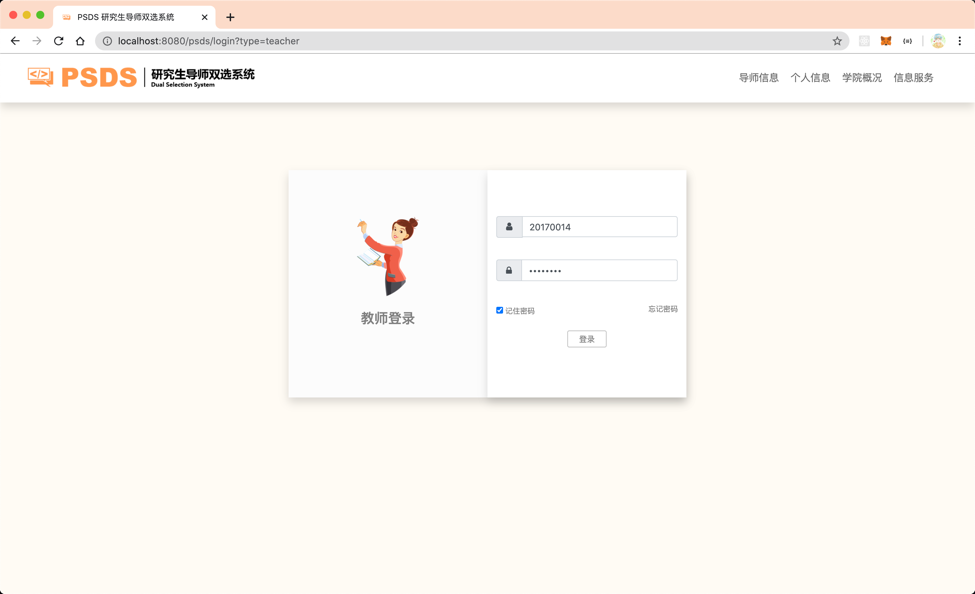 PSDS 研究生导师双选系统
localhost:8080/psds/login?type=teacher
PSDS
研究生导师双选系统
Dual Selection System
导师信息 个人信息 学院概况 信息服务
20170014
••••••••
教师登录
记住密码 忘记密码
登录